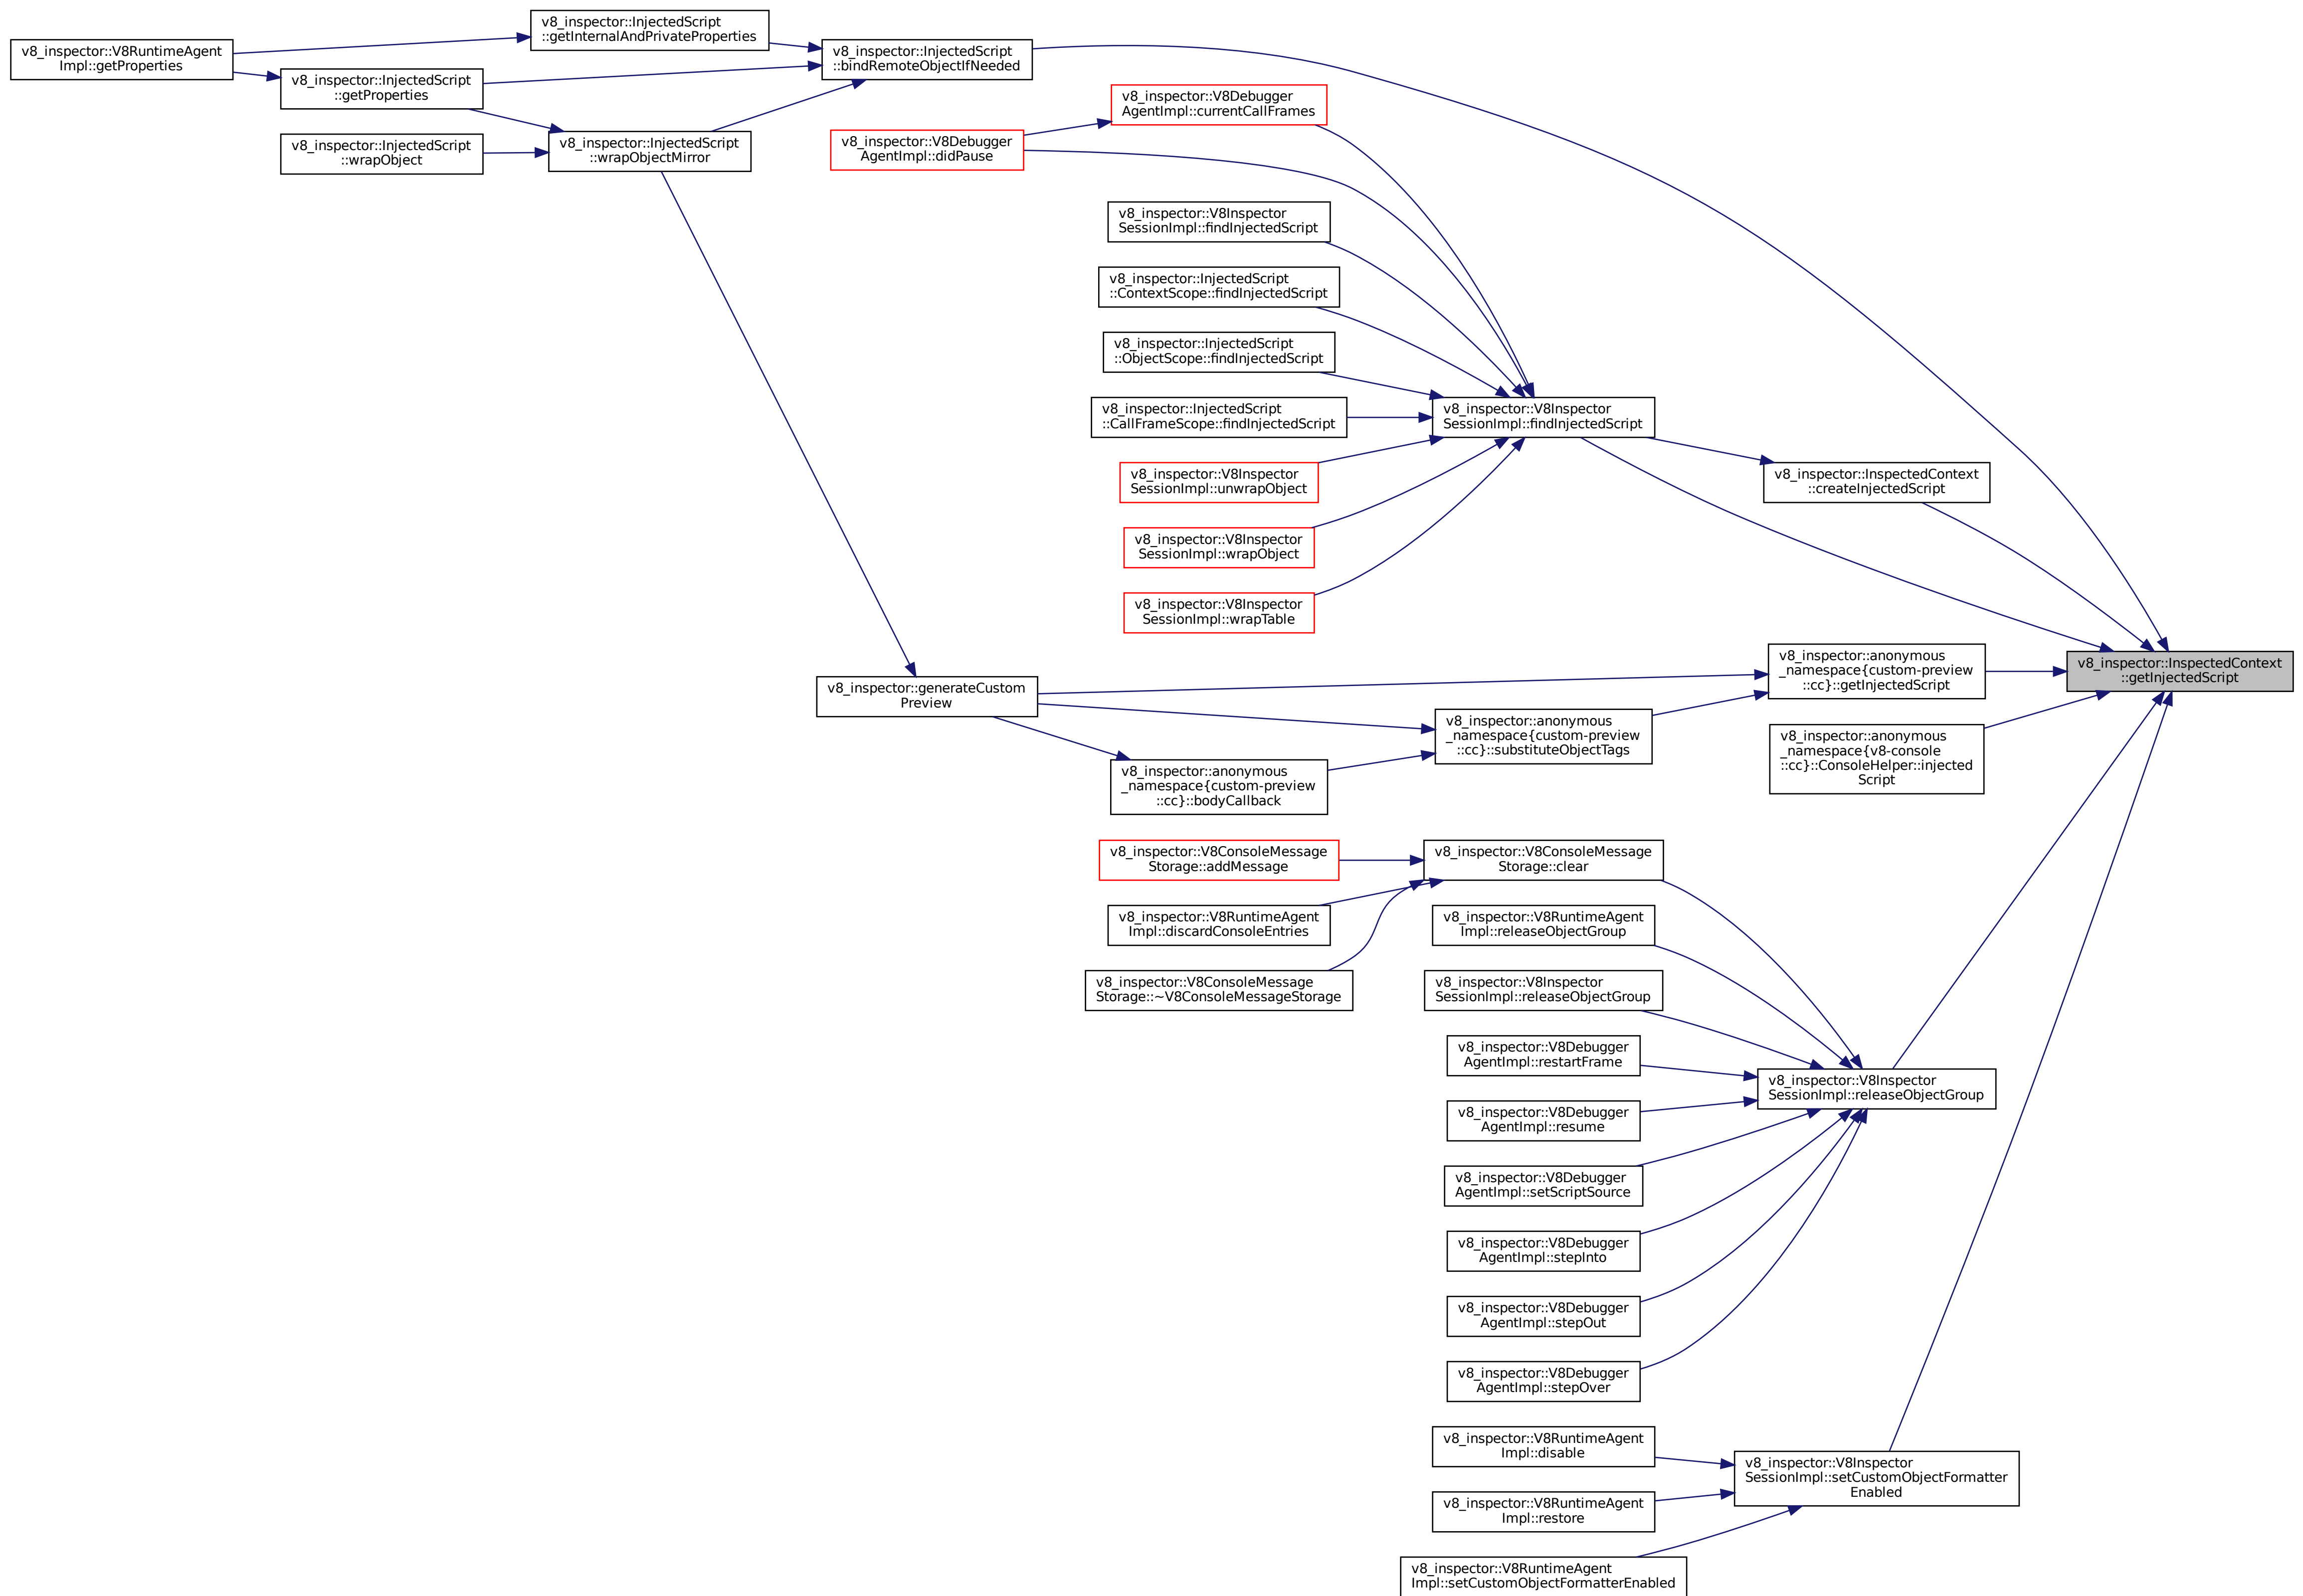 v8_inspector::InjectedScript
::getInternalAndPrivateProperties
v8_inspector::V8RuntimeAgent
Impl::getProperties
v8_inspector::InjectedScript
::bindRemoteObjectIfNeeded
v8_inspector::InjectedScript
::getProperties
v8_inspector::V8Debugger
AgentImpl::currentCallFrames
v8_inspector::InjectedScript
::wrapObject
v8_inspector::InjectedScript
::wrapObjectMirror
v8_inspector::V8Debugger
AgentImpl::didPause
v8_inspector::V8Inspector
SessionImpl::findInjectedScript
v8_inspector::InjectedScript
::ContextScope::findInjectedScript
v8_inspector::InjectedScript
::ObjectScope::findInjectedScript
v8_inspector::InjectedScript
::CallFrameScope::findInjectedScript
v8_inspector::V8Inspector
SessionImpl::findInjectedScript
v8_inspector::V8Inspector
SessionImpl::unwrapObject
v8_inspector::InspectedContext
::createInjectedScript
v8_inspector::V8Inspector
SessionImpl::wrapObject
v8_inspector::V8Inspector
SessionImpl::wrapTable
v8_inspector::anonymous
_namespace{custom-preview
::cc}::getInjectedScript
v8_inspector::InspectedContext
::getInjectedScript
v8_inspector::generateCustom
Preview
v8_inspector::anonymous
_namespace{custom-preview
::cc}::substituteObjectTags
v8_inspector::anonymous
_namespace{v8-console
::cc}::ConsoleHelper::injected
Script
v8_inspector::anonymous
_namespace{custom-preview
::cc}::bodyCallback
v8_inspector::V8ConsoleMessage
Storage::addMessage
v8_inspector::V8ConsoleMessage
Storage::clear
v8_inspector::V8RuntimeAgent
Impl::discardConsoleEntries
v8_inspector::V8RuntimeAgent
Impl::releaseObjectGroup
v8_inspector::V8ConsoleMessage
Storage::~V8ConsoleMessageStorage
v8_inspector::V8Inspector
SessionImpl::releaseObjectGroup
v8_inspector::V8Debugger
AgentImpl::restartFrame
v8_inspector::V8Inspector
SessionImpl::releaseObjectGroup
v8_inspector::V8Debugger
AgentImpl::resume
v8_inspector::V8Debugger
AgentImpl::setScriptSource
v8_inspector::V8Debugger
AgentImpl::stepInto
v8_inspector::V8Debugger
AgentImpl::stepOut
v8_inspector::V8Debugger
AgentImpl::stepOver
v8_inspector::V8RuntimeAgent
Impl::disable
v8_inspector::V8Inspector
SessionImpl::setCustomObjectFormatter
Enabled
v8_inspector::V8RuntimeAgent
Impl::restore
v8_inspector::V8RuntimeAgent
Impl::setCustomObjectFormatterEnabled